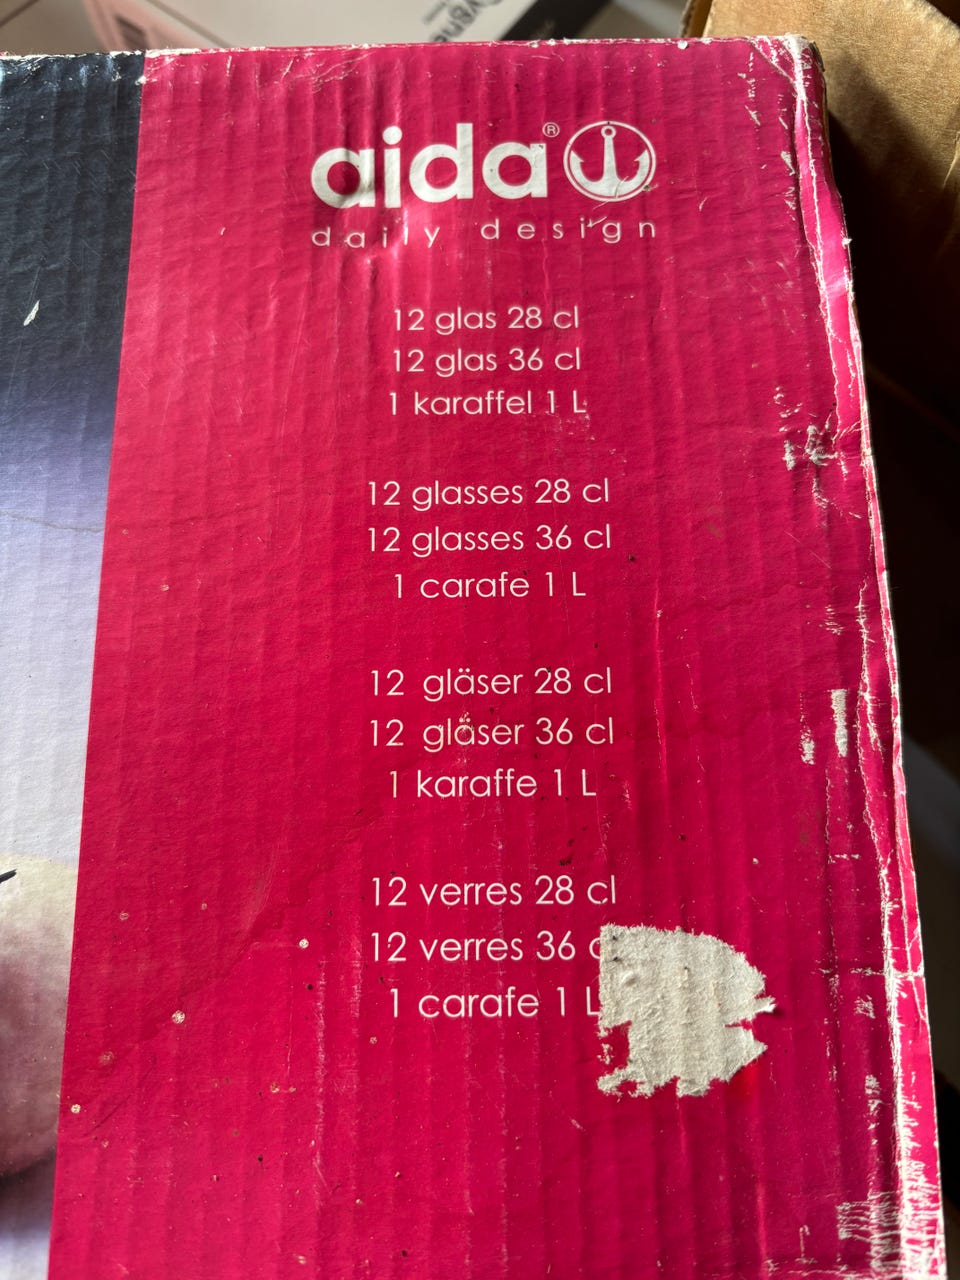 aida®
daily design
12 glas 28 cl
12 glas 36 cl
1 karaffel 1 L
12 glasses 28 cl
12 glasses 36 cl
1 carafe 1 L
12 gläser 28 cl
12 gläser 36 cl
1 karaffe 1 L
12 verres 28 cl
12 verres 36 c
1 carafe 1 L